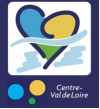 Centre-
Val de Loire